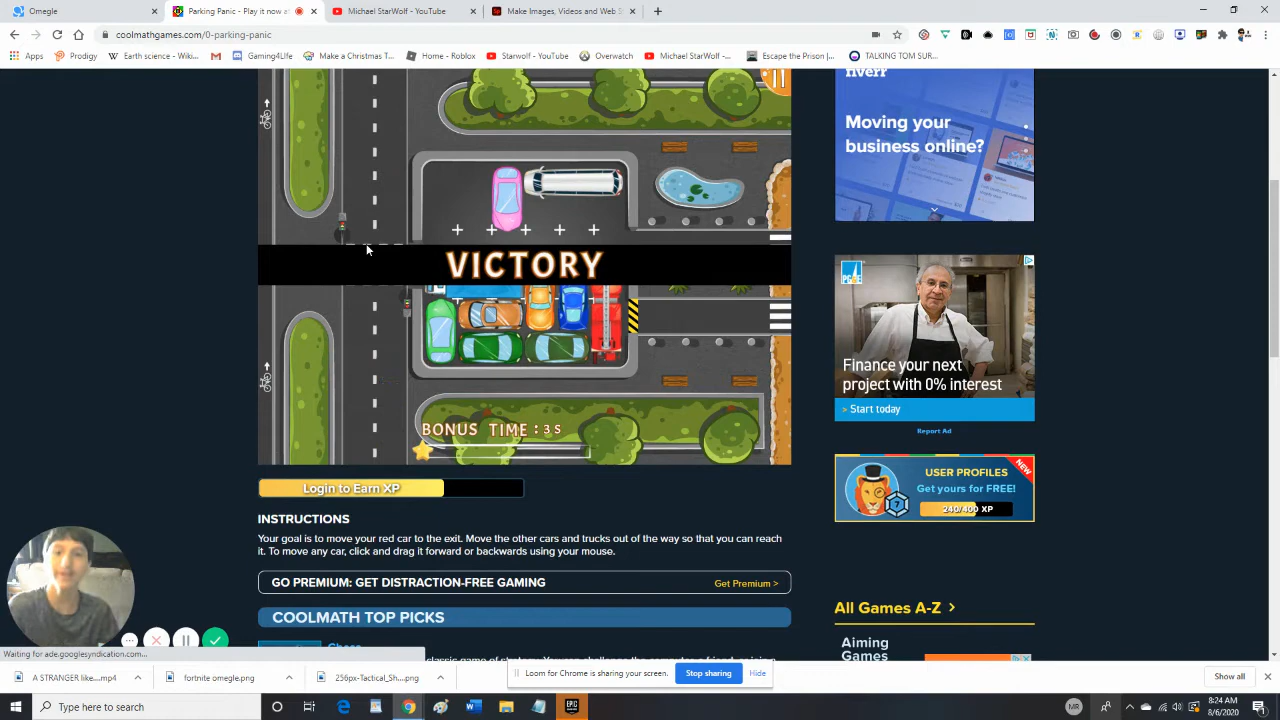 Omegle
Parking Panic - Play it now at
Michael StarWolf - YouTube
Make Images, Videos and Web S
coolmathgames.com/0-parking-panic
Apps
Prodigy
Earth science - Wiki...
Gaming4Life
Make a Christmas T...
Home - Roblox
Starwolf - YouTube
Overwatch
Michael StarWolf -...
Escape the Prison |...
TALKING TOM SUR...
fiverr
Moving your
business online?
VICTORY
BONUS TIME : 3 S
PG&E
Finance your next
project with 0% interest
> Start today
Report Ad
NEW
USER PROFILES
Get yours for FREE!
7
240/400 XP
Login to Earn XP
INSTRUCTIONS
Your goal is to move your red car to the exit. Move the other cars and trucks out of the way so that you can reach
it. To move any car, click and drag it forward or backwards using your mouse.
GO PREMIUM: GET DISTRACTION-FREE GAMING
Get Premium >
COOLMATH TOP PICKS
Chess
All Games A-Z >
Aiming
Games
Waiting for ade.googlesyndication.com...
A STRANGER like....mp4
fortnite omegle.png
256px-Tactical_Sh....png
Loom for Chrome is sharing your screen.
Stop sharing
Hide
Show all
Type here to search
EPIC
MR
8:24 AM
8/6/2020